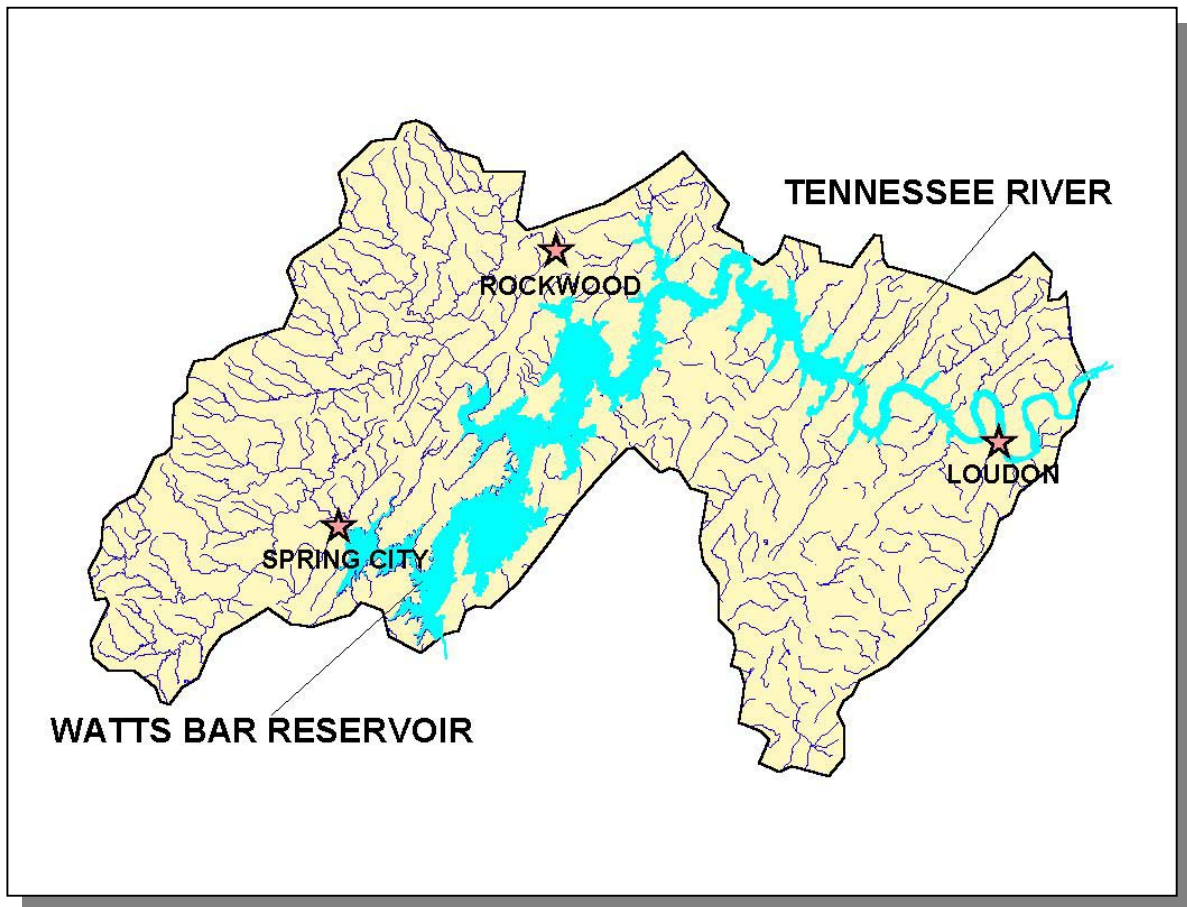 TENNESSEE RIVER
ROCKWOOD
LOUDON
SPRING CITY
WATTS BAR RESERVOIR